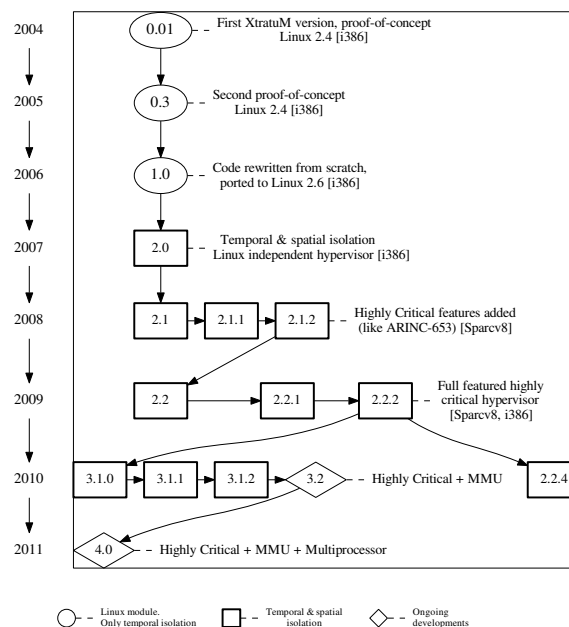 2004
0.01
First XtratuM version, proof-of-concept
Linux 2.4 [i386]
2005
0.3
Second proof-of-concept
Linux 2.4 [i386]
2006
1.0
Code rewritten from scratch,
ported to Linux 2.6 [i386]
2007
2.0
Temporal & spatial isolation
Linux independent hypervisor [i386]
2008
2.1
2.1.1
2.1.2
Highly Critical features added
(like ARINC-653) [Sparcv8]
2009
2.2
2.2.1
2.2.2
Full featured highly
critical hypervisor
[Sparcv8, i386]
2010
3.1.0
3.1.1
3.1.2
3.2
Highly Critical + MMU
2.2.4
2011
4.0
Highly Critical + MMU + Multiprocessor
Linux module.
Only temporal isolation
Temporal & spatial
isolation
Ongoing
developments